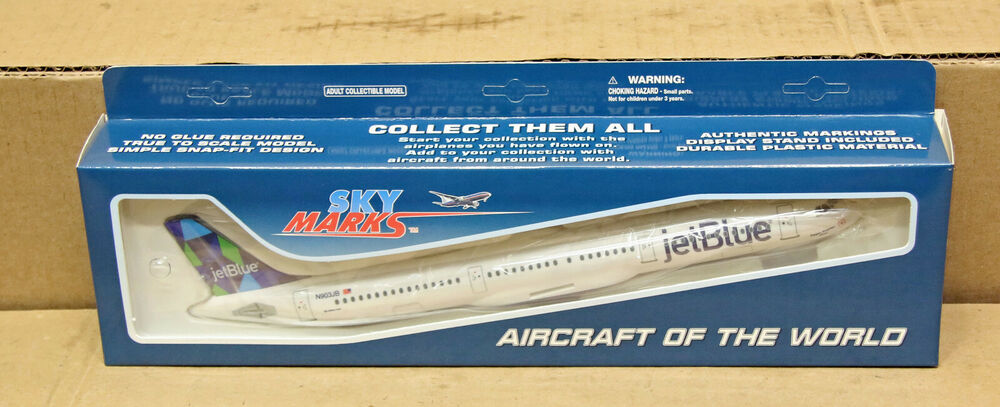 ADULT COLLECTIBLE MODEL
WARNING:
CHOKING HAZARD - Small parts.
Not for children under 3 years.
NO GLUE REQUIRED
TRUE TO SCALE MODEL
SIMPLE SNAP-FIT DESIGN
COLLECT THEM ALL
Start your collection with the
airplanes you have flown on.
Add to your collection with
aircraft from around the world.
AUTHENTIC MARKINGS
DISPLAY STAND INCLUDED
DURABLE PLASTIC MATERIAL
SKY
MARKS™
jetBlue
jetBlue
N903JB
AIRCRAFT OF THE WORLD